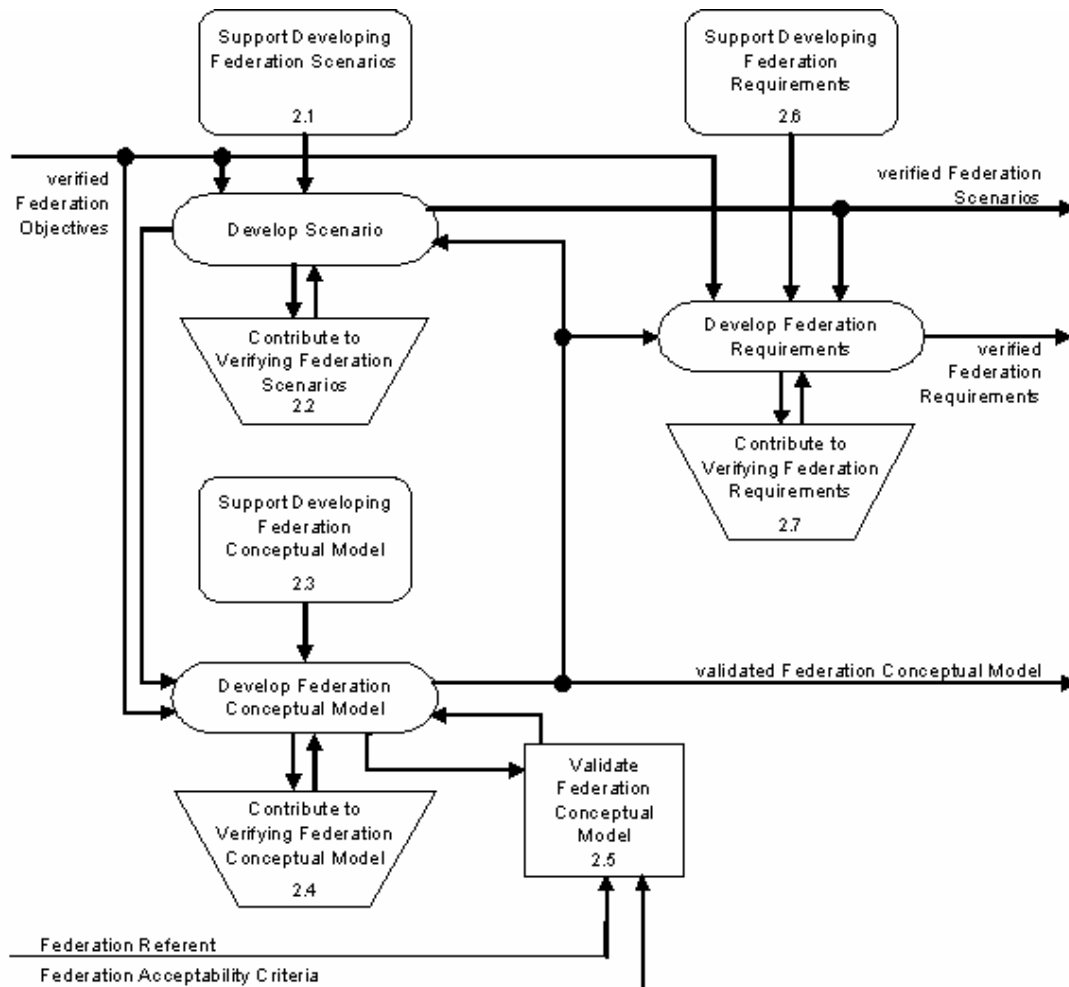 Support Developing
Federation Scenarios
2.1
Support Developing
Federation
Requirements
2.6
verified
Federation
Objectives
verified Federation
Scenarios
Develop Scenario
Contribute to
Verifying Federation
Scenarios
2.2
Develop Federation
Requirements
verified
Federation
Requirements
Contribute to
Verifying Federation
Requirements
2.7
Support Developing
Federation
Conceptual Model
2.3
Develop Federation
Conceptual Model
validated Federation Conceptual Model
Contribute to
Verifying Federation
Conceptual Model
2.4
Validate
Federation
Conceptual
Model
2.5
Federation Referent
Federation Acceptability Criteria